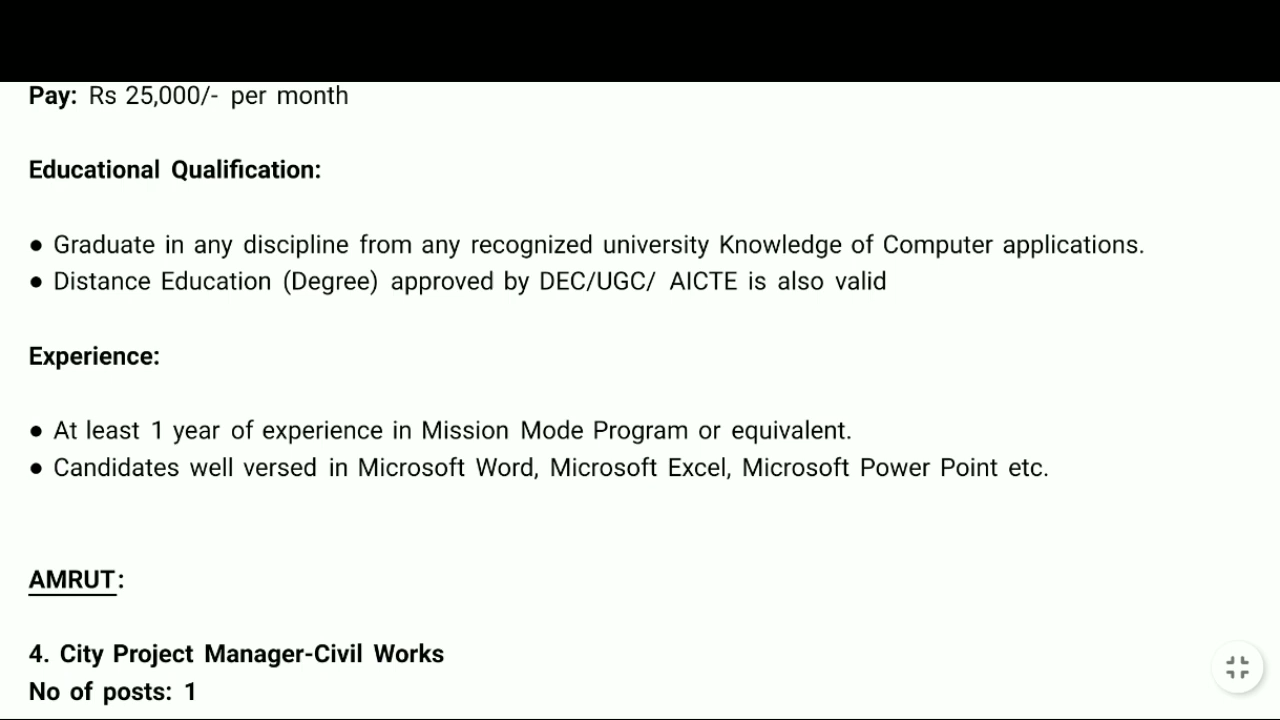 Pay: Rs 25,000/- per month
Educational Qualification:
● Graduate in any discipline from any recognized university Knowledge of Computer applications.
● Distance Education (Degree) approved by DEC/UGC/ AICTE is also valid
Experience:
● At least 1 year of experience in Mission Mode Program or equivalent.
● Candidates well versed in Microsoft Word, Microsoft Excel, Microsoft Power Point etc.
AMRUT:
4. City Project Manager-Civil Works
No of posts: 1